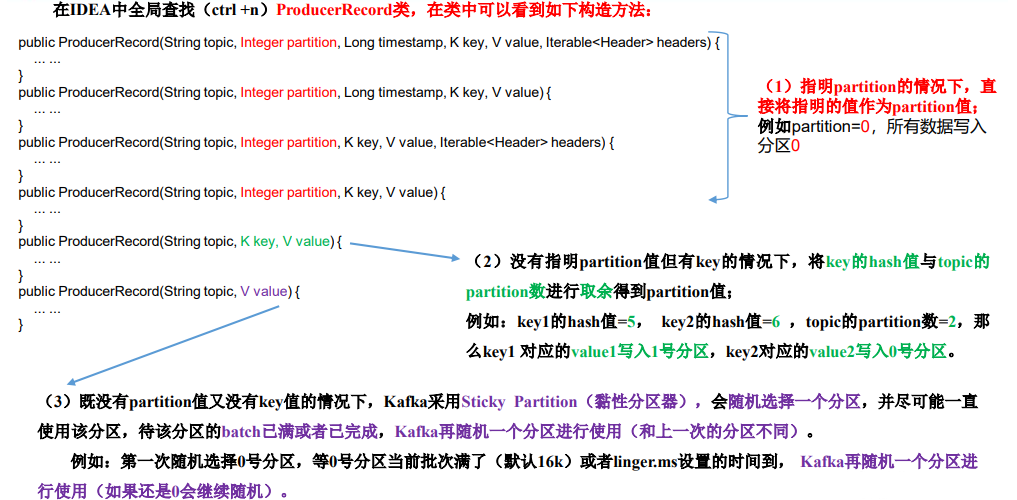 在IDEA中全局查找（ctrl +n）ProducerRecord类，在类中可以看到如下构造方法：
public ProducerRecord(String topic, Integer partition, Long timestamp, K key, V value, Iterable<Header> headers) {
... ...
}
public ProducerRecord(String topic, Integer partition, Long timestamp, K key, V value) {
... ...
}
public ProducerRecord(String topic, Integer partition, K key, V value, Iterable<Header> headers) {
... ...
}
public ProducerRecord(String topic, Integer partition, K key, V value) {
... ...
}
public ProducerRecord(String topic, K key, V value) {
... ...
}
public ProducerRecord(String topic, V value) {
... ...
}
（1）指明partition的情况下，直
接将指明的值作为partition值；
例如partition=0，所有数据写入
分区0
（2）没有指明partition值但有key的情况下，将key的hash值与topic的
partition数进行取余得到partition值；
例如：key1的hash值=5， key2的hash值=6 ，topic的partition数=2，那
么key1 对应的value1写入1号分区，key2对应的value2写入0号分区。
（3）既没有partition值又没有key值的情况下，Kafka采用Sticky Partition（黏性分区器），会随机选择一个分区，并尽可能一直
使用该分区，待该分区的batch已满或者已完成，Kafka再随机一个分区进行使用（和上一次的分区不同）。
例如：第一次随机选择0号分区，等0号分区当前批次满了（默认16k）或者linger.ms设置的时间到， Kafka再随机一个分区进
行使用（如果还是0会继续随机）。